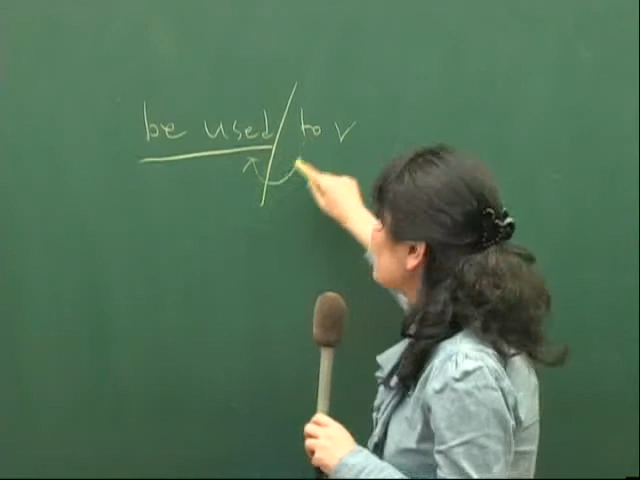 be used / to v